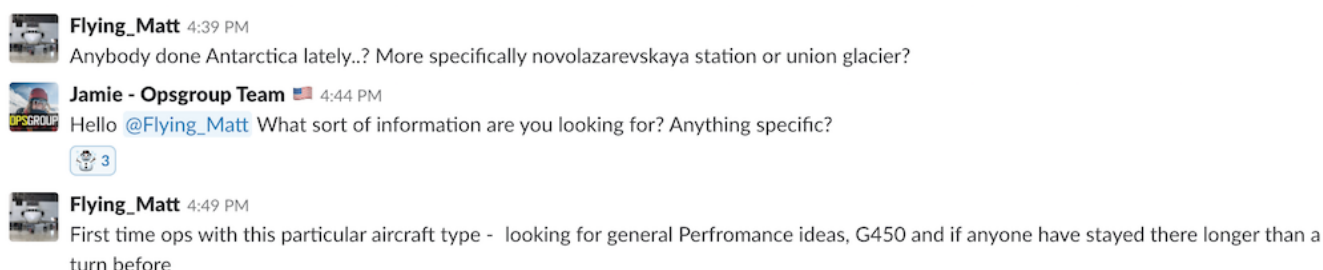 Flying_Matt 4:39 PM
Anybody done Antarctica lately..? More specifically novolazarevskaya station or union glacier?
Jamie - Opsgroup Team 🇺🇸 4:44 PM
OPSGROUP
Hello @Flying_Matt What sort of information are you looking for? Anything specific?
3
Flying_Matt 4:49 PM
First time ops with this particular aircraft type -  looking for general Perfromance ideas, G450 and if anyone have stayed there longer than a
turn before